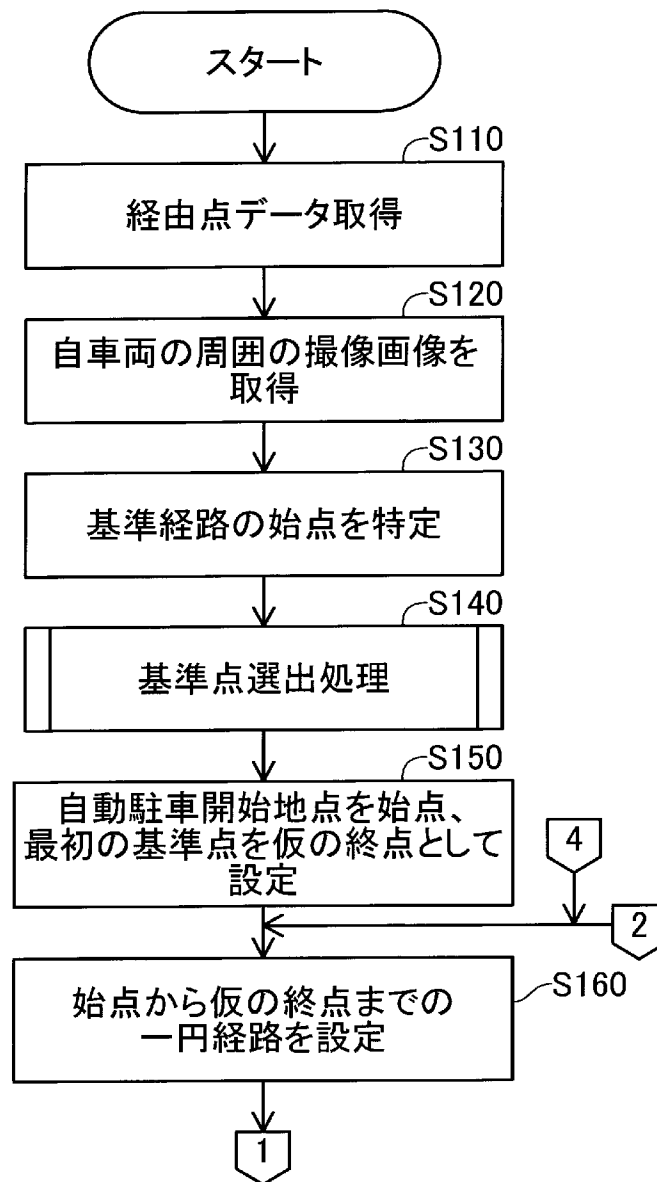 スタート
S110
経由点データ取得
S120
自車両の周囲の撮像画像を
取得
S130
基準経路の始点を特定
S140
基準点選出処理
S150
自動駐車開始地点を始点、
最初の基準点を仮の終点として
設定
4
2
S160
始点から仮の終点までの
一円経路を設定
1